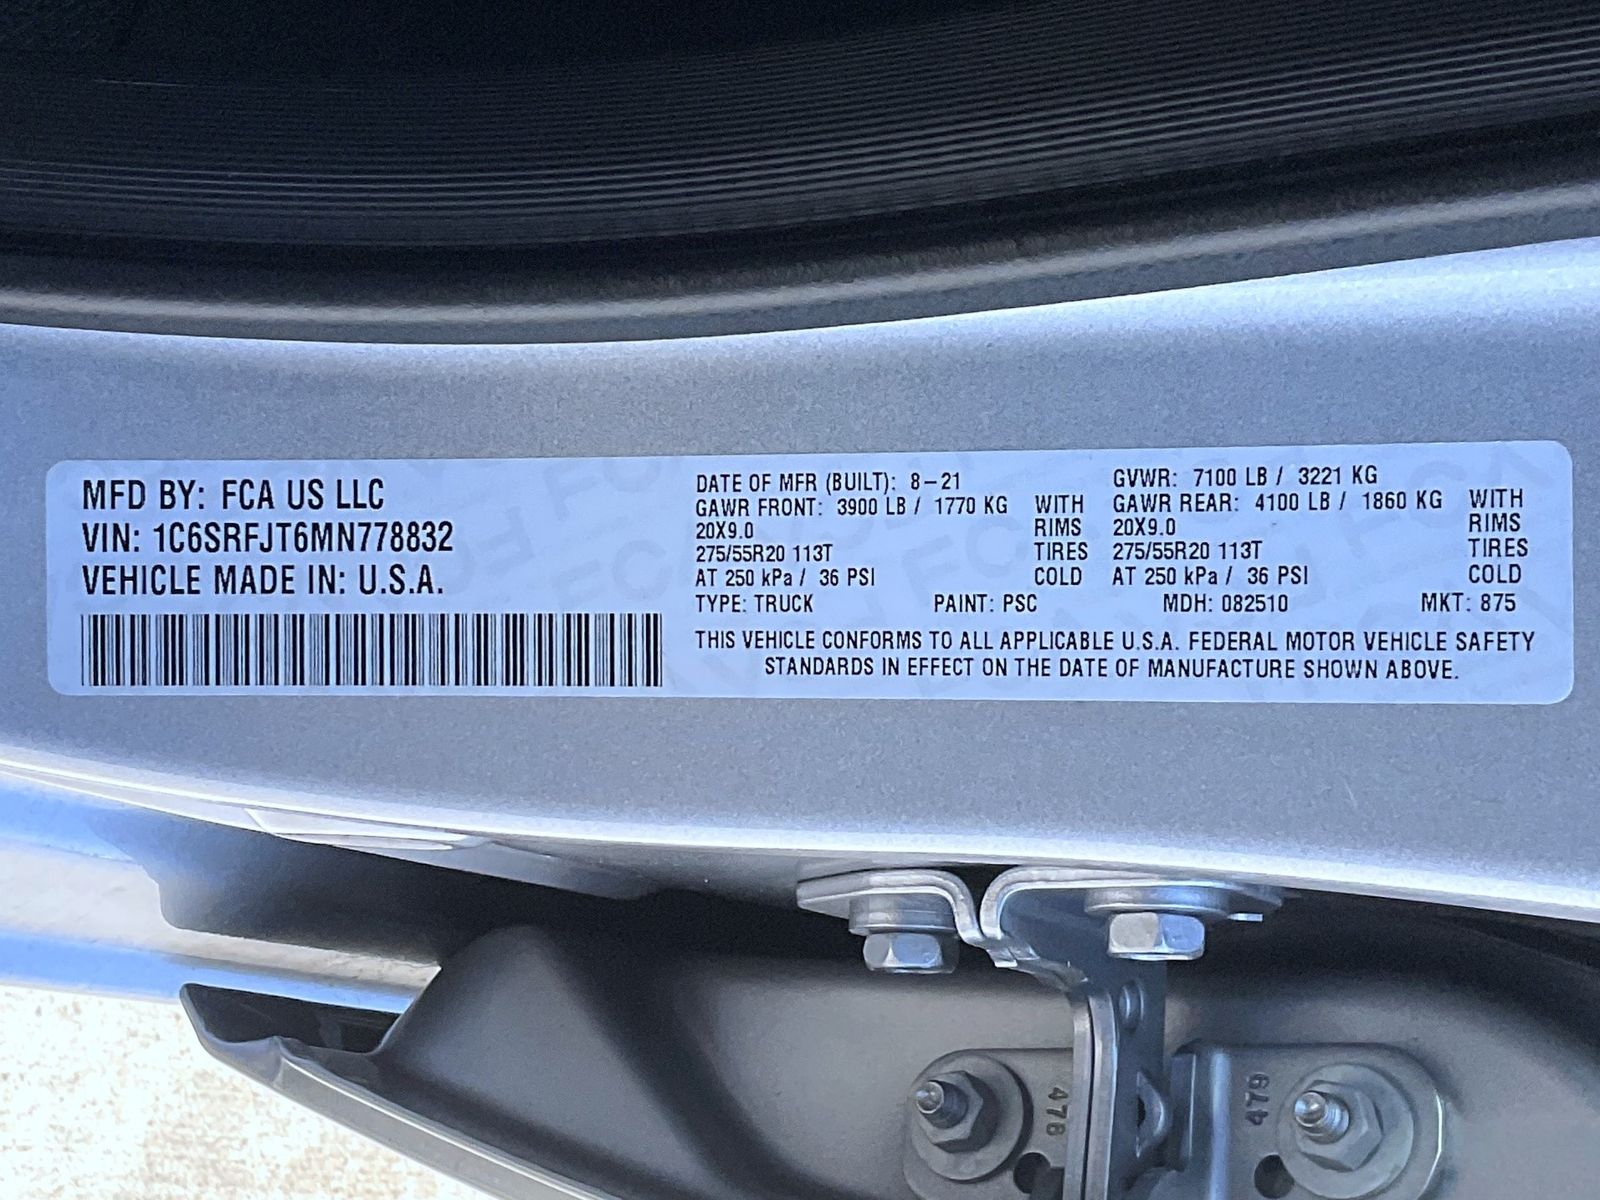 MFD BY: FCA US LLC
VIN: 1C6SRFJT6MN778832
VEHICLE MADE IN: U.S.A.
DATE OF MFR (BUILT): 8-21
GAWR FRONT: 3900 LB / 1770 KG WITH
20X9.0 RIMS
275/55R20 113T TIRES
AT 250 kPa / 36 PSI COLD
GVWR: 7100 LB / 3221 KG
GAWR REAR: 4100 LB / 1860 KG WITH
20X9.0 RIMS
275/55R20 113T TIRES
AT 250 kPa / 36 PSI COLD
TYPE: TRUCK PAINT: PSC MDH: 082510 MKT: 875
THIS VEHICLE CONFORMS TO ALL APPLICABLE U.S.A. FEDERAL MOTOR VEHICLE SAFETY
STANDARDS IN EFFECT ON THE DATE OF MANUFACTURE SHOWN ABOVE.